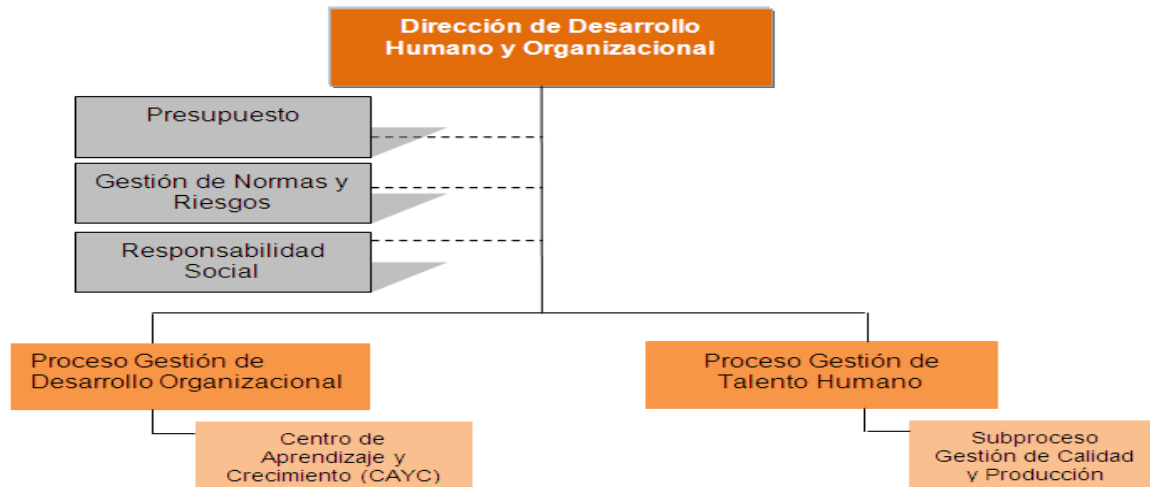 Dirección de Desarrollo
Humano y Organizacional
Presupuesto
Gestión de Normas y
Riesgos
Responsabilidad
Social
Proceso Gestión de
Desarrollo Organizacional
Proceso Gestión de
Talento Humano
Centro de
Aprendizaje y
Crecimiento (CAYC)
Subproceso
Gestión de Calidad
y Producción